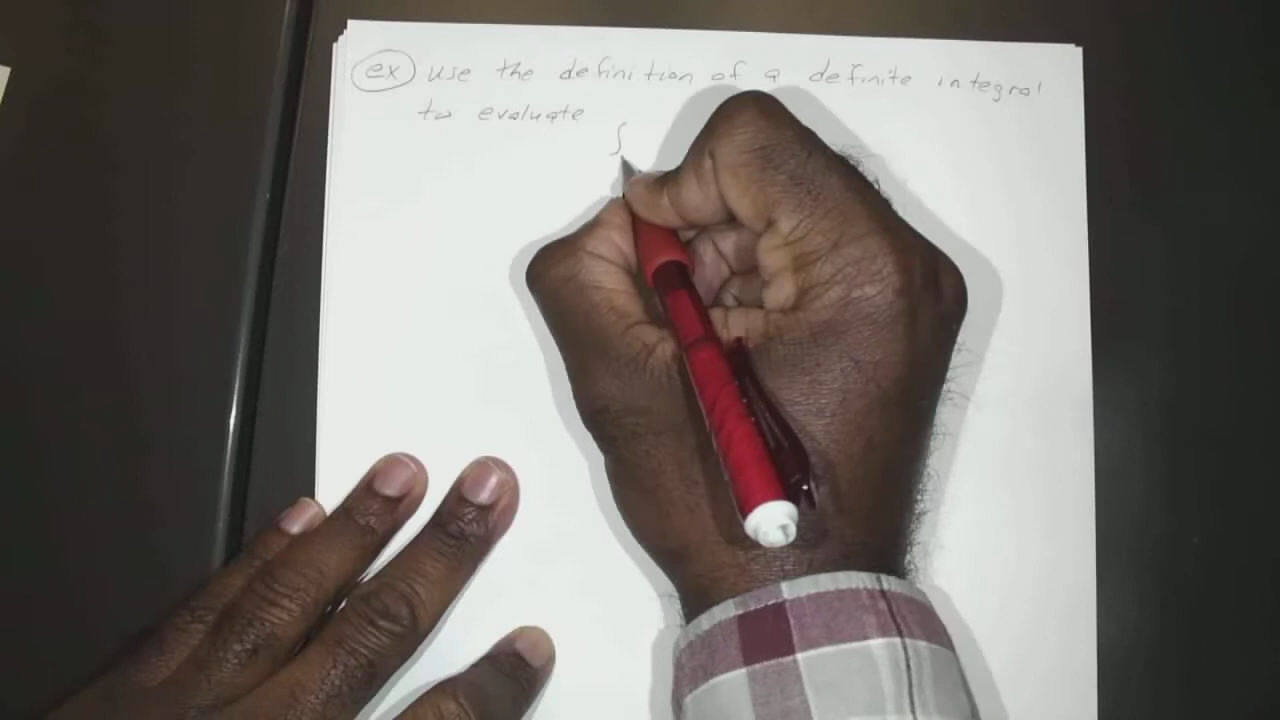 ex use the definition of a definite integral
to evaluate
∫